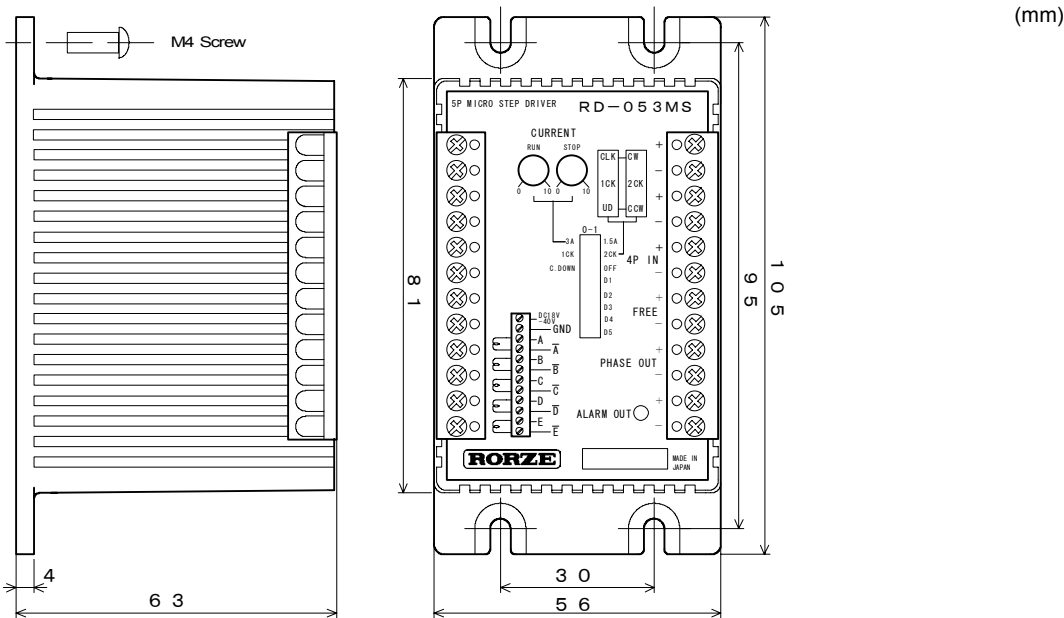 (mm)
M4 Screw
5P MICRO STEP DRIVER
RD-053MS
CURRENT
RUN STOP
0 10 0 10
CLK CW
1CK 2CK
UD CCW
0-1
3A 1.5A
1CK 2CK
C.DOWN OFF
D1
D2
D3
D4
D5
+
-
+
-
+
4P IN
-
+
FREE
-
+
PHASE OUT
-
+
ALARM OUT
-
DC18V
-40V
GND
A
A̅
B
B̅
C
C̅
D
D̅
E
E̅
RORZE
MADE IN
JAPAN
81
95
105
4
63
30
56